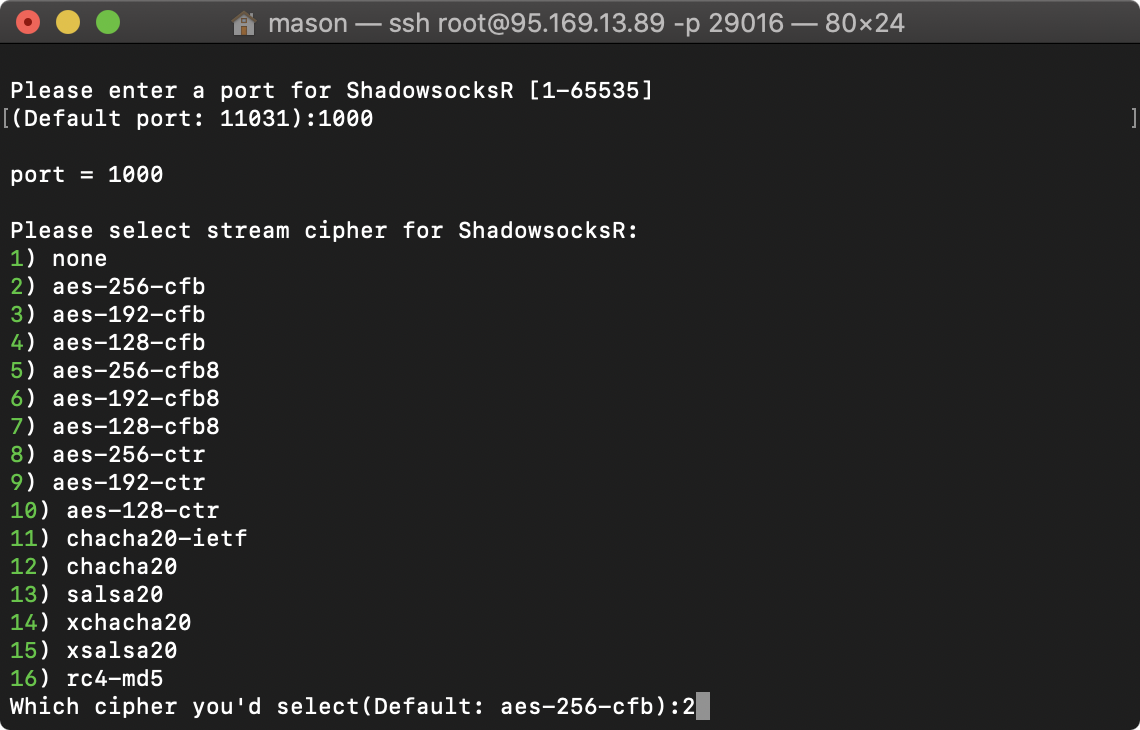 mason — ssh root@95.169.13.89 -p 29016 — 80×24
Please enter a port for ShadowsocksR [1-65535]
[(Default port: 11031):1000 ]
port = 1000
Please select stream cipher for ShadowsocksR:
1) none
2) aes-256-cfb
3) aes-192-cfb
4) aes-128-cfb
5) aes-256-cfb8
6) aes-192-cfb8
7) aes-128-cfb8
8) aes-256-ctr
9) aes-192-ctr
10) aes-128-ctr
11) chacha20-ietf
12) chacha20
13) salsa20
14) xchacha20
15) xsalsa20
16) rc4-md5
Which cipher you'd select(Default: aes-256-cfb):2